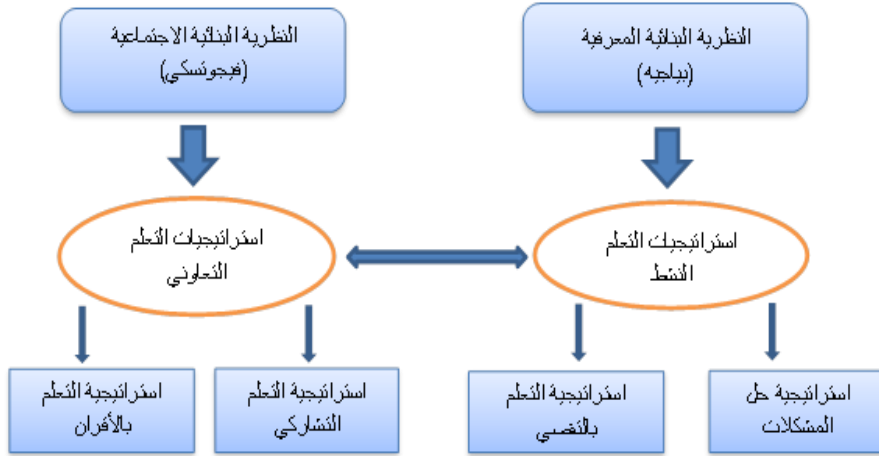 النظرية البنائية المعرفية
(بياجيه)
النظرية البنائية الاجتماعية
(فيجوتسكي)
استراتيجيات التعلم
النشط
استراتيجيات التعلم
التعاوني
استراتيجية حل
المشكلات
استراتيجية التعلم
بالتقصي
استراتيجية التعلم
التشاركي
استراتيجية التعلم
بالأقران